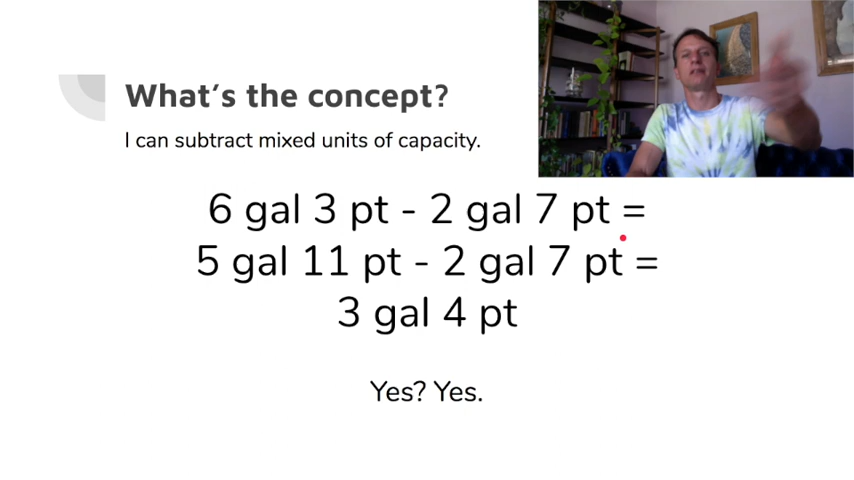 What's the concept?
I can subtract mixed units of capacity.
6 gal 3 pt - 2 gal 7 pt =
5 gal 11 pt - 2 gal 7 pt =
3 gal 4 pt
Yes? Yes.